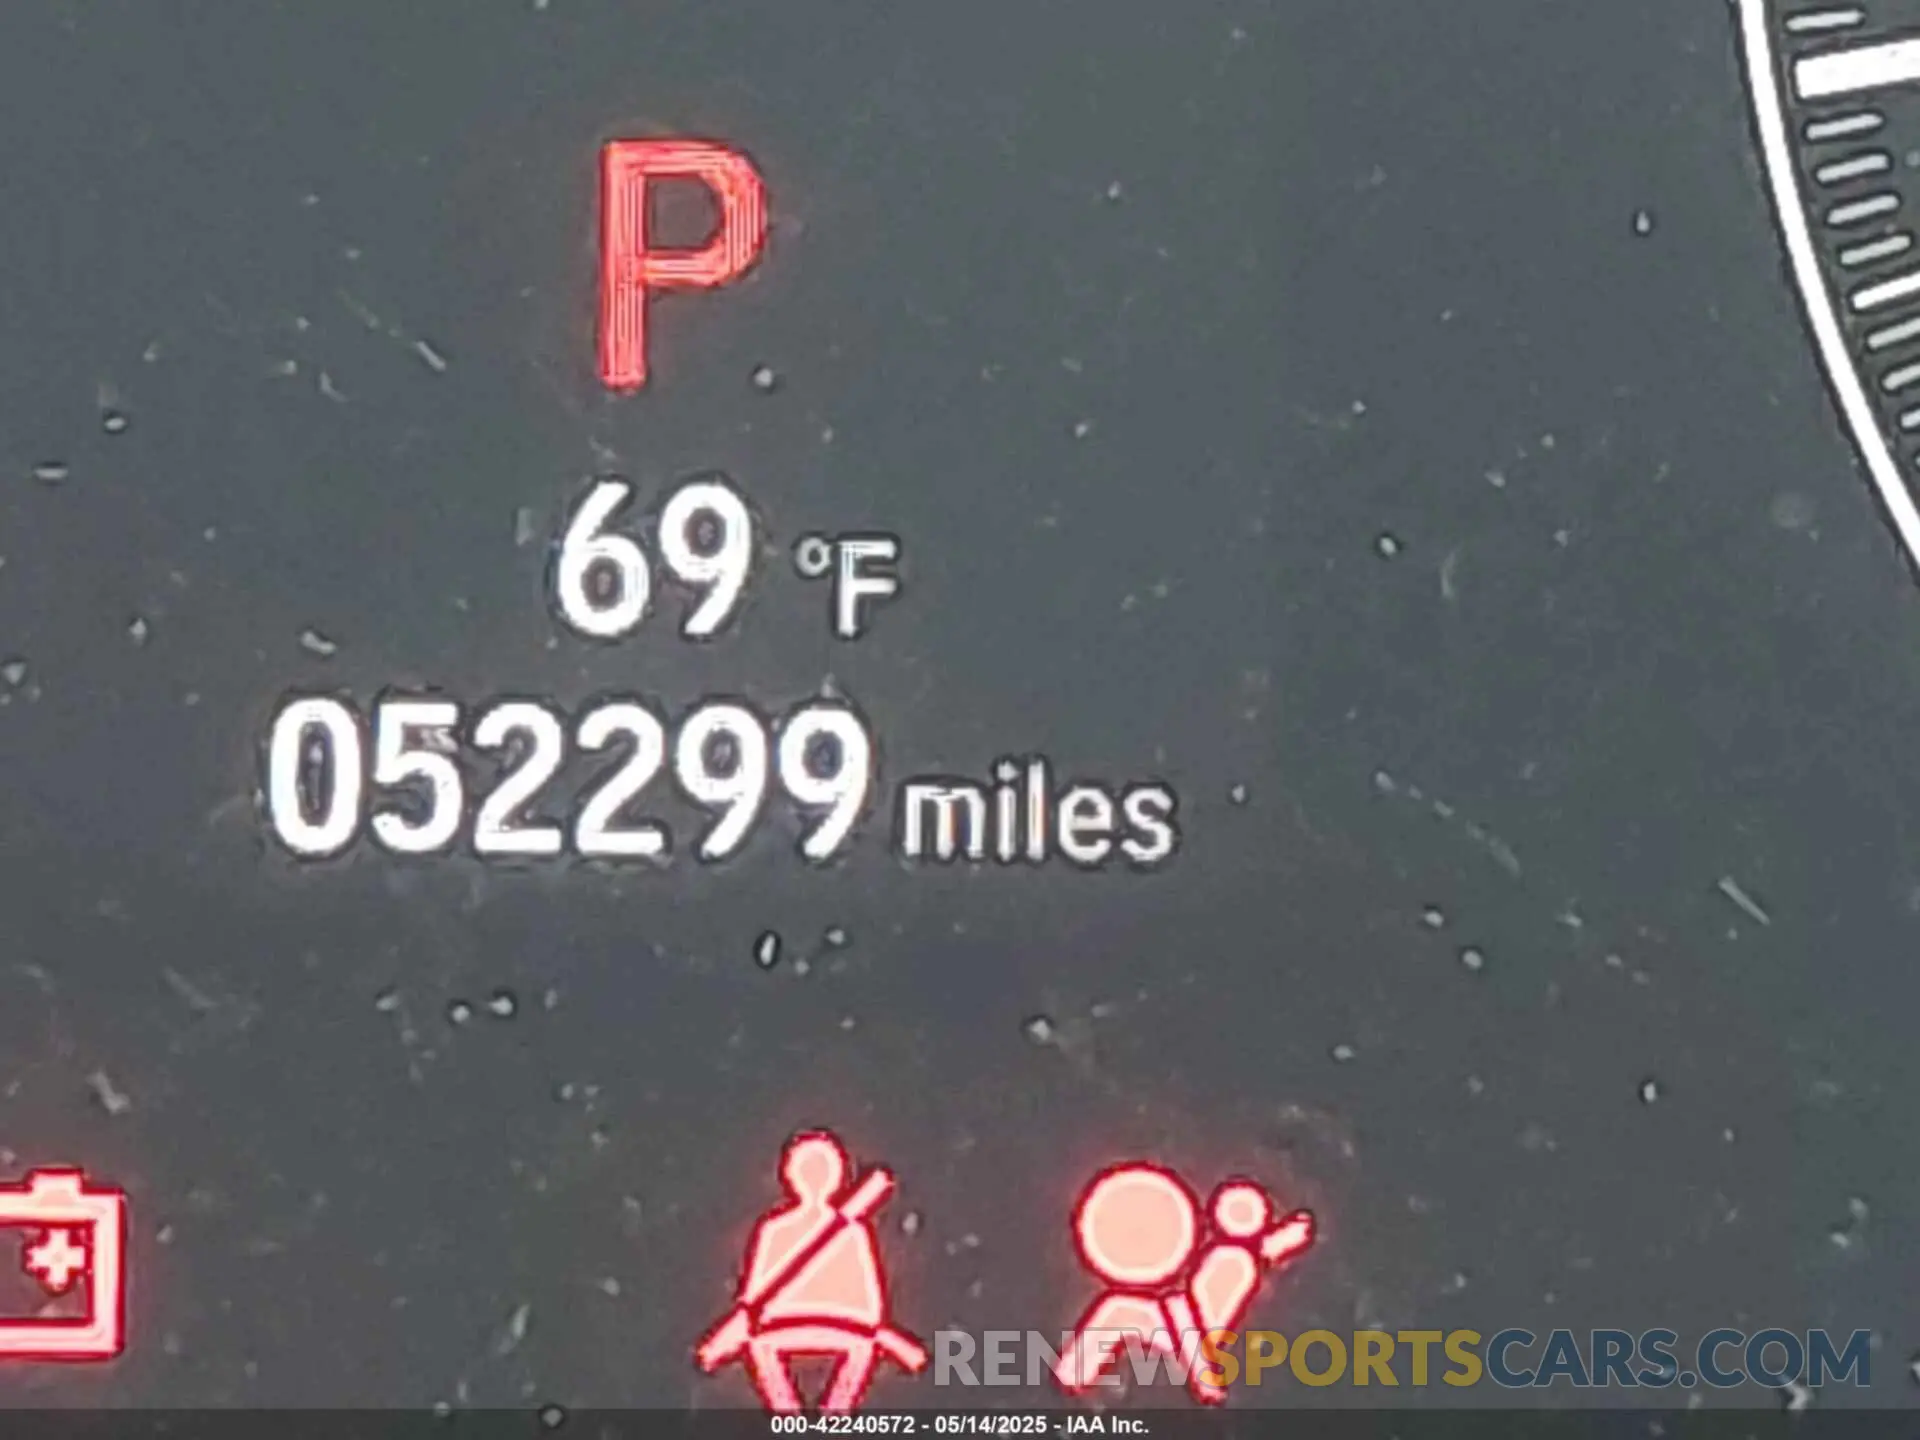 P
69 °F
052299 miles
RENEWSPORTSCARS.COM
000-42240572 - 05/14/2025 - IAA Inc.